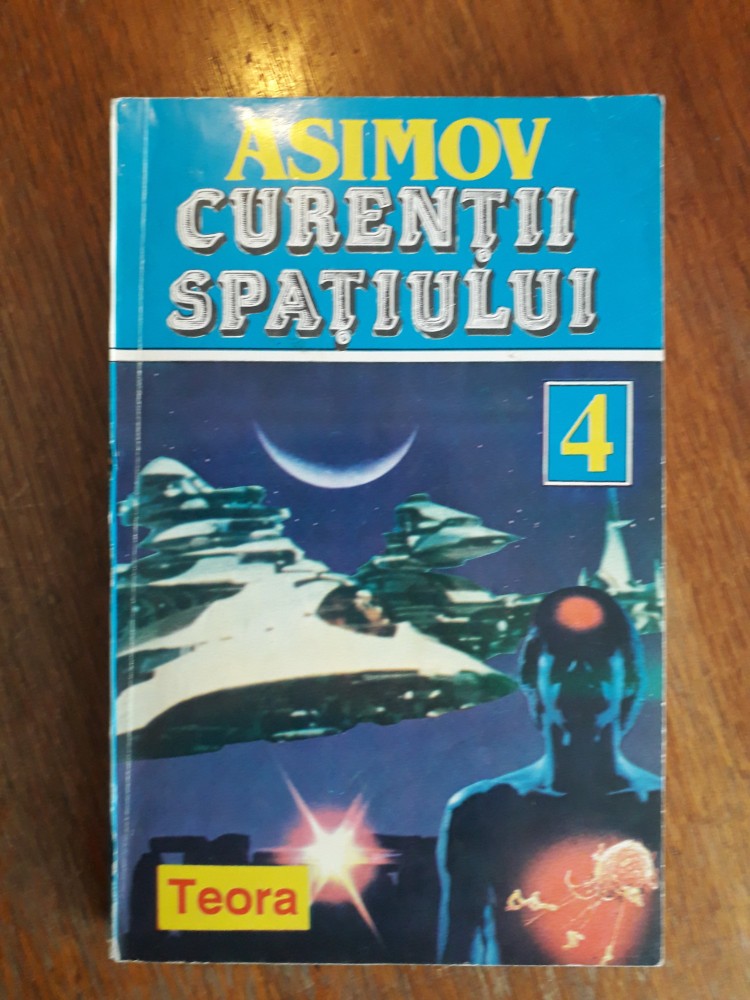 ASIMOV
CURENȚII
SPAȚIULUI
4
Teora